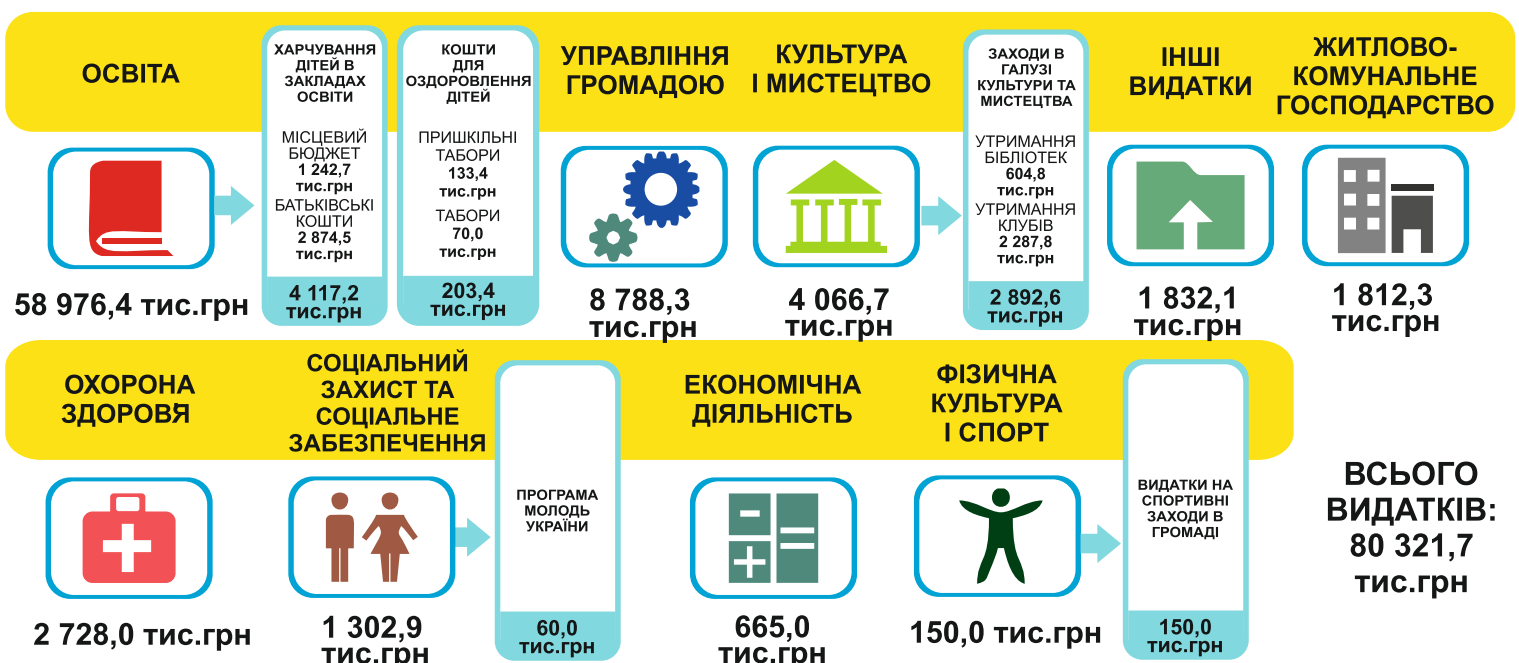 ОСВІТА
58 976,4 тис.грн
ХАРЧУВАННЯ
ДІТЕЙ В
ЗАКЛАДАХ
ОСВІТИ
МІСЦЕВИЙ
БЮДЖЕТ
1 242,7
тис.грн
БАТЬКІВСЬКІ
КОШТИ
2 874,5
тис.грн
4 117,2
тис.грн
КОШТИ
ДЛЯ
ОЗДОРОВЛЕННЯ
ДІТЕЙ
ПРИШКІЛЬНІ
ТАБОРИ
133,4
тис.грн
ТАБОРИ
70,0
тис.грн
203,4
тис.грн
УПРАВЛІННЯ
ГРОМАДОЮ
8 788,3
тис.грн
КУЛЬТУРА
І МИСТЕЦТВО
4 066,7
тис.грн
ЗАХОДИ В
ГАЛУЗІ
КУЛЬТУРИ ТА
МИСТЕЦТВА
УТРИМАННЯ
БІБЛІОТЕК
604,8
тис.грн
УТРИМАННЯ
КЛУБІВ
2 287,8
тис.грн
2 892,6
тис.грн
ІНШІ
ВИДАТКИ
1 832,1
тис.грн
ЖИТЛОВО-
КОМУНАЛЬНЕ
ГОСПОДАРСТВО
1 812,3
тис.грн
ОХОРОНА
ЗДОРОВ'Я
2 728,0 тис.грн
СОЦІАЛЬНИЙ
ЗАХИСТ ТА
СОЦІАЛЬНЕ
ЗАБЕЗПЕЧЕННЯ
1 302,9
тис.грн
ПРОГРАМА
МОЛОДЬ
УКРАЇНИ
60,0
тис.грн
ЕКОНОМІЧНА
ДІЯЛЬНІСТЬ
665,0
тис.грн
ФІЗИЧНА
КУЛЬТУРА
І СПОРТ
150,0 тис.грн
ВИДАТКИ НА
СПОРТИВНІ
ЗАХОДИ В
ГРОМАДІ
150,0
тис.грн
ВСЬОГО
ВИДАТКІВ:
80 321,7
тис.грн